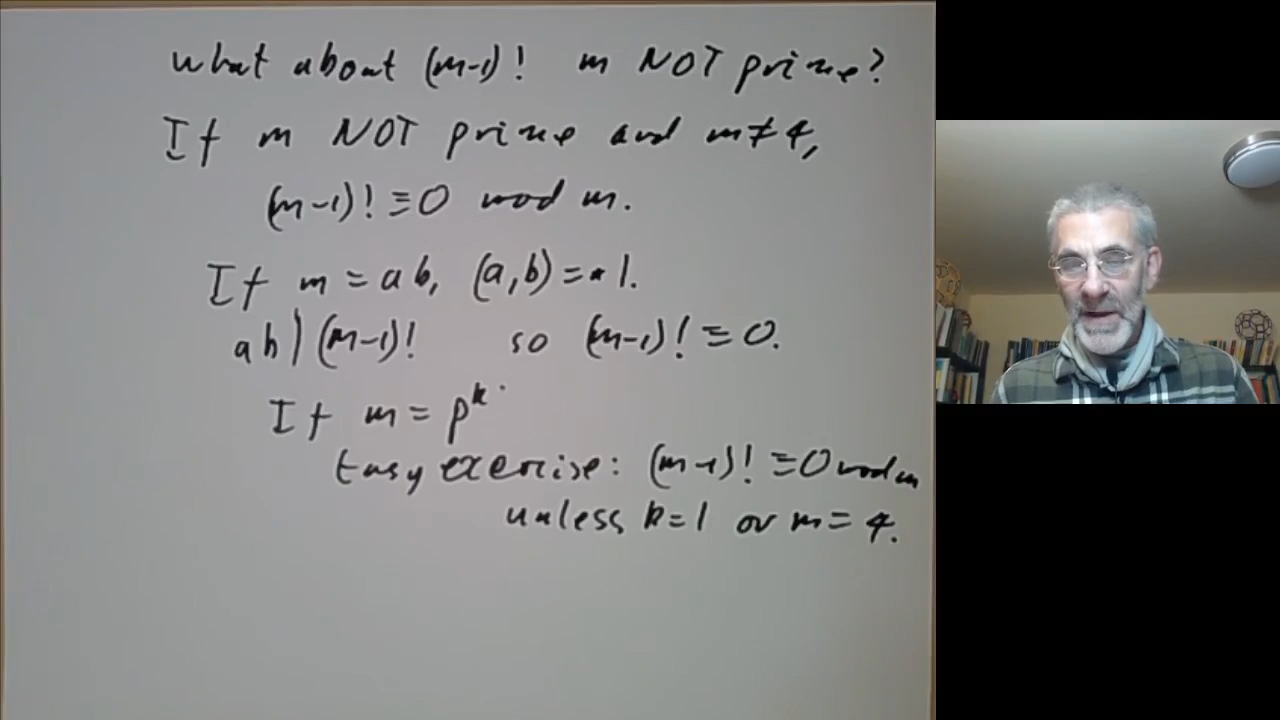 what about (m-1)! m NOT prime?
If m NOT prime and m≠4,
(m-1)! ≡0 mod m.
If m = ab, (a,b) = 1.
ab | (m-1)! so (m-1)! ≡ 0.
If m = p^k.
Easy exercise: (m-1)! ≡0 mod m
unless k=1 or m=4.